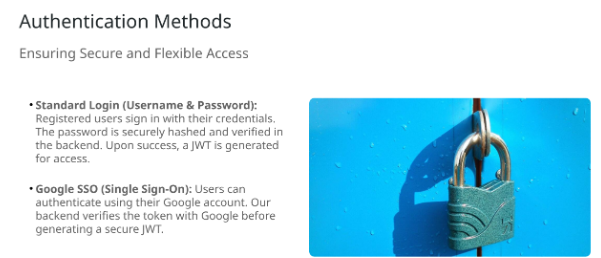 Authentication Methods
Ensuring Secure and Flexible Access
• Standard Login (Username & Password):
Registered users sign in with their credentials.
The password is securely hashed and verified in
the backend. Upon success, a JWT is generated
for access.
• Google SSO (Single Sign-On): Users can
authenticate using their Google account. Our
backend verifies the token with Google before
generating a secure JWT.